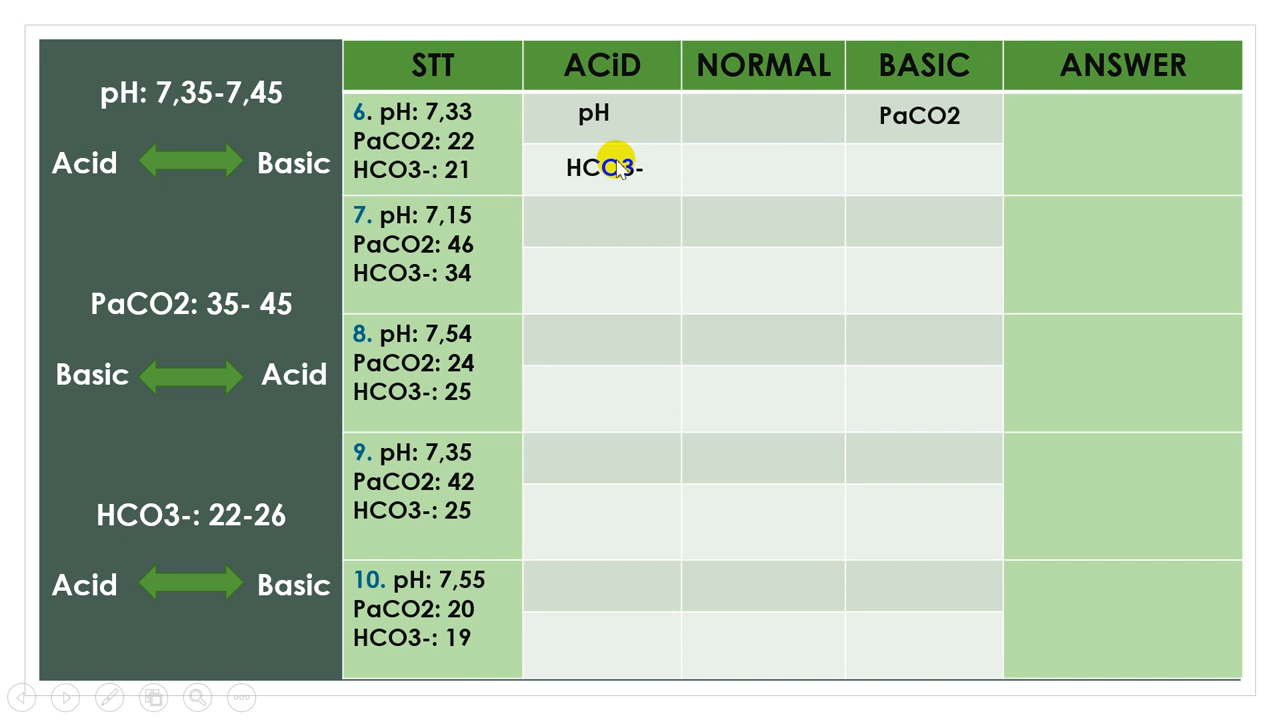 pH: 7,35-7,45
Acid Basic
PaCO2: 35- 45
Basic Acid
HCO3-: 22-26
Acid Basic
STT ACiD NORMAL BASIC ANSWER
6. pH: 7,33
PaCO2: 22
HCO3-: 21
pH
PaCO2
HCO3-
7. pH: 7,15
PaCO2: 46
HCO3-: 34
8. pH: 7,54
PaCO2: 24
HCO3-: 25
9. pH: 7,35
PaCO2: 42
HCO3-: 25
10. pH: 7,55
PaCO2: 20
HCO3-: 19